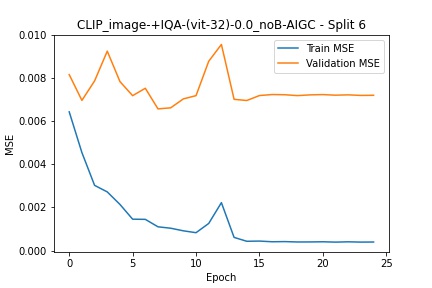 CLIP_image-+IQA-(vit-32)-0.0_noB-AIGC - Split 6
0.010
0.008
0.006
0.004
0.002
0.000
MSE
Train MSE
Validation MSE
0
5
10
15
20
25
Epoch